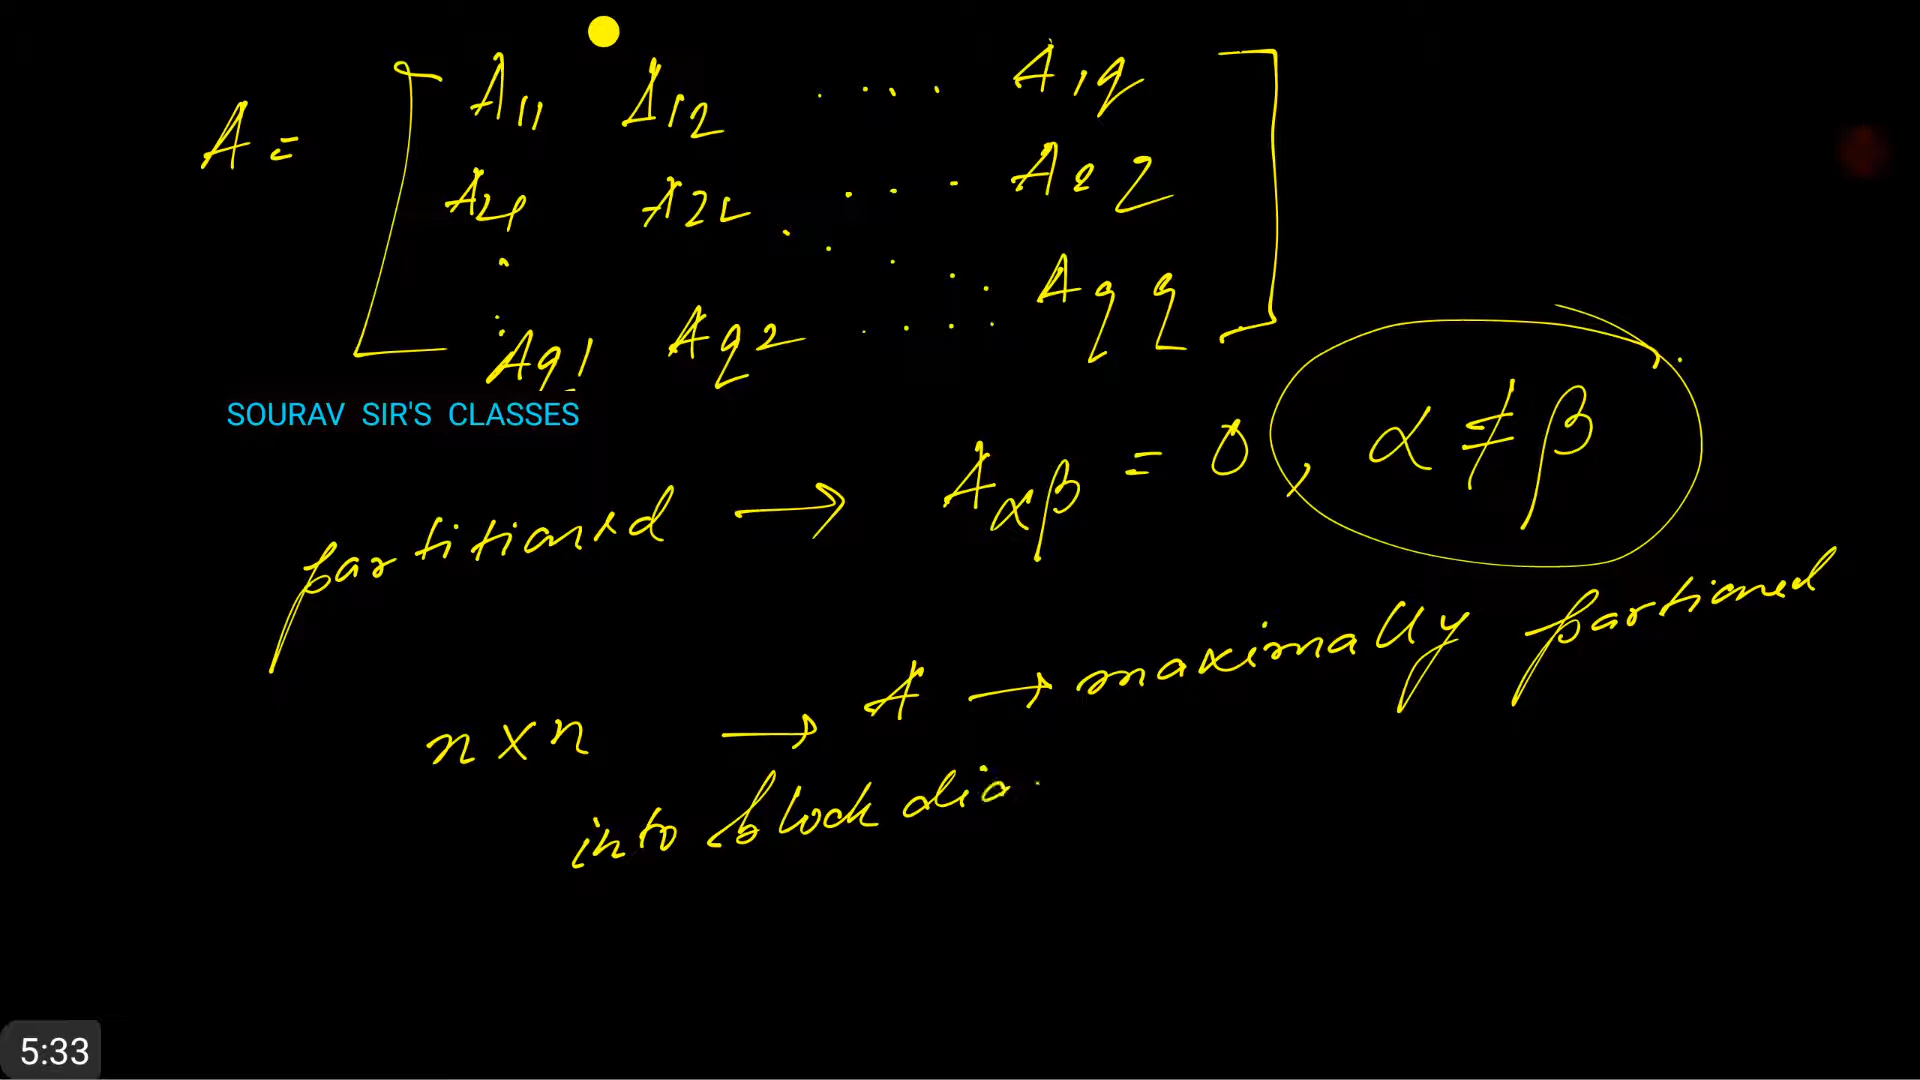 A = [ A11 A12 ..... A1q
A21 A22 .... A2q
Aq1 Aq2 ..... Aqq ]
SOURAV SIR'S CLASSES
partitioned → Aαβ = 0, α ≠ β
n×n → A → maximally partioned
into block dia.
5:33